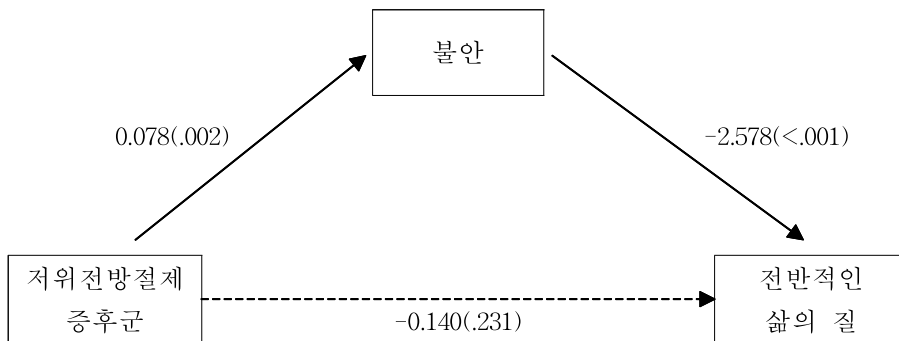 불안
0.078(.002)
-2.578(<.001)
저위전방절제
증후군
-0.140(.231)
전반적인
삶의 질